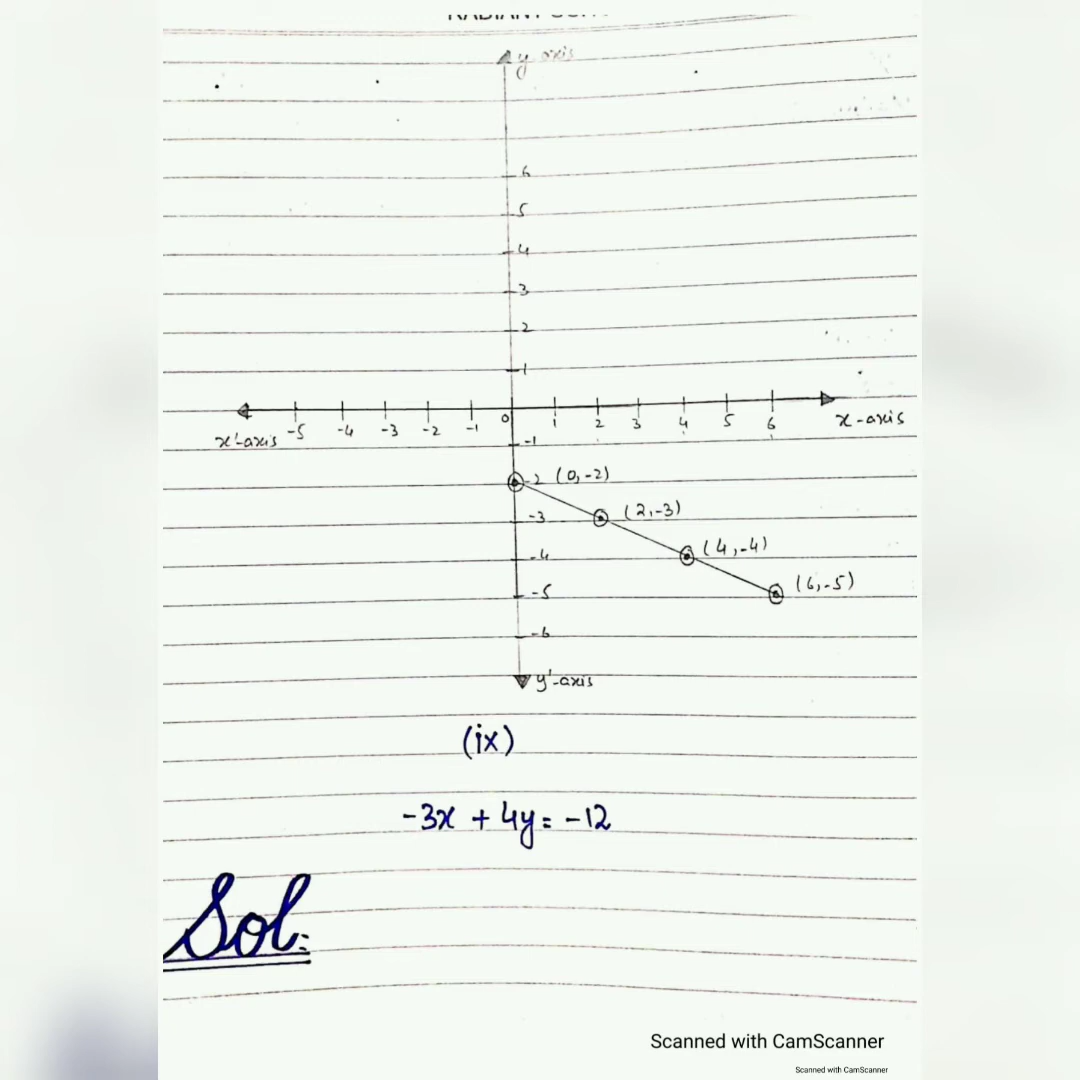 y axis
6
5
4
3
2
1
x'-axis -5 -4 -3 -2 -1 0 1 2 3 4 5 6 x-axis
-1
-2 (0,-2)
-3 (2,-3)
-4 (4,-4)
-5 (6,-5)
-6
y'-axis
(ix)
-3x + 4y = -12
Sol:
Scanned with CamScanner
Scanned with CamScanner